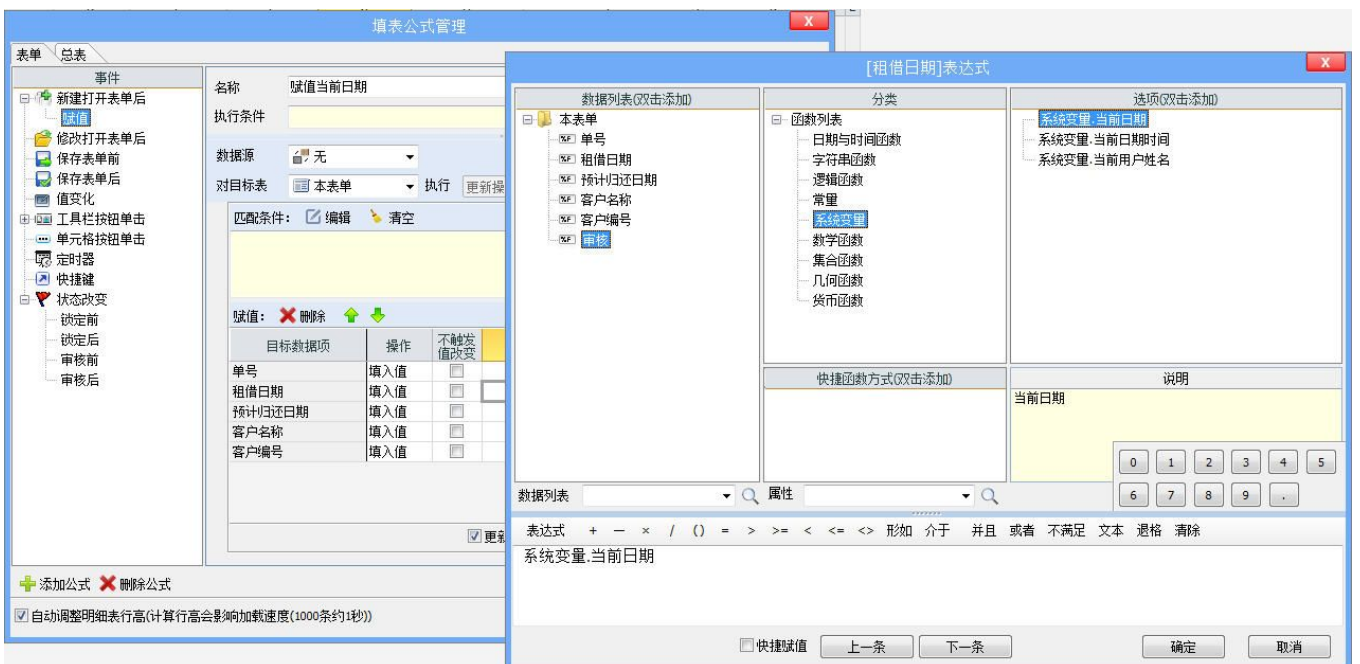 填表公式管理
X
表单
总表
事件
新建打开表单后
赋值
修改打开表单后
保存表单前
保存表单后
值变化
工具栏按钮单击
单元格按钮单击
定时器
快捷键
状态改变
锁定前
锁定后
审核前
审核后
名称 赋值当前日期
执行条件
数据源 无
对目标表 本表单 执行 更新操
匹配条件： 编辑 清空
赋值： 删除
目标数据项 操作 不触发值改变
单号 填入值
租借日期 填入值
预计归还日期 填入值
客户名称 填入值
客户编号 填入值
添加公式 删除公式
自动调整明细表行高(计算行高会影响加载速度(1000条约1秒))
[租借日期]表达式
X
数据列表(双击添加)
本表单
单号
租借日期
预计归还日期
客户名称
客户编号
审核
分类
函数列表
日期与时间函数
字符串函数
逻辑函数
常量
系统变量
数学函数
集合函数
几何函数
货币函数
选项(双击添加)
系统变量.当前日期
系统变量.当前日期时间
系统变量.当前用户姓名
快捷函数方式(双击添加)
说明
当前日期
0 1 2 3 4 5
6 7 8 9 .
数据列表 属性
表达式 + — × / () = > >= < <= <> 形如 介于 并且 或者 不满足 文本 退格 清除
系统变量.当前日期
快捷赋值 上一条 下一条 确定 取消